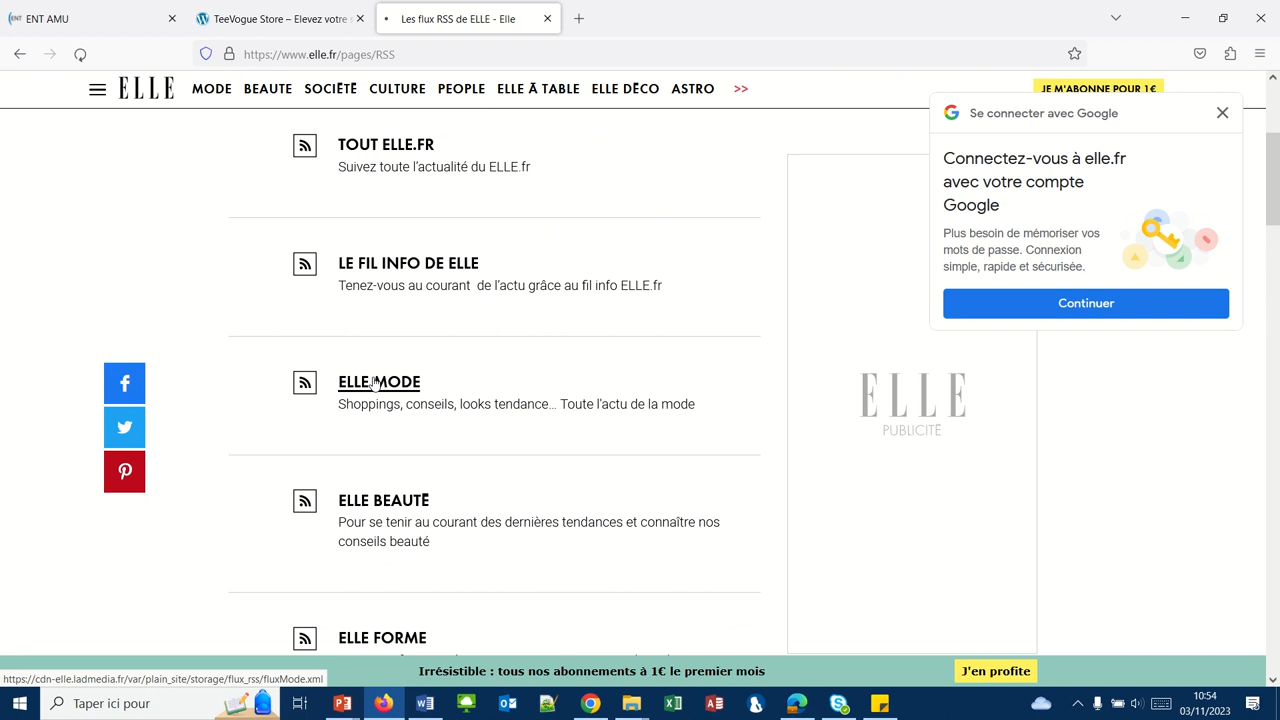 ENT AMU
TeeVogue Store – Elevez votre s
Les flux RSS de ELLE - Elle
https://www.elle.fr/pages/RSS
ELLE
MODE
BEAUTE
SOCIÉTÉ
CULTURE
PEOPLE
ELLE À TABLE
ELLE DÉCO
ASTRO
>>
JE M'ABONNE POUR 1€
Se connecter avec Google
Connectez-vous à elle.fr
avec votre compte
Google
Plus besoin de mémoriser vos
mots de passe. Connexion
simple, rapide et sécurisée.
Continuer
TOUT ELLE.FR
Suivez toute l'actualité du ELLE.fr
LE FIL INFO DE ELLE
Tenez-vous au courant de l'actu grâce au fil info ELLE.fr
ELLE MODE
Shoppings, conseils, looks tendance... Toute l'actu de la mode
ELLE BEAUTÉ
Pour se tenir au courant des dernières tendances et connaître nos
conseils beauté
ELLE FORME
ELLE
PUBLICITÉ
Irrésistible : tous nos abonnements à 1€ le premier mois
J'en profite
https://cdn-elle.ladmedia.fr/var/plain_site/storage/flux_rss/fluxMode.xml
Taper ici pour
10:54
03/11/2023